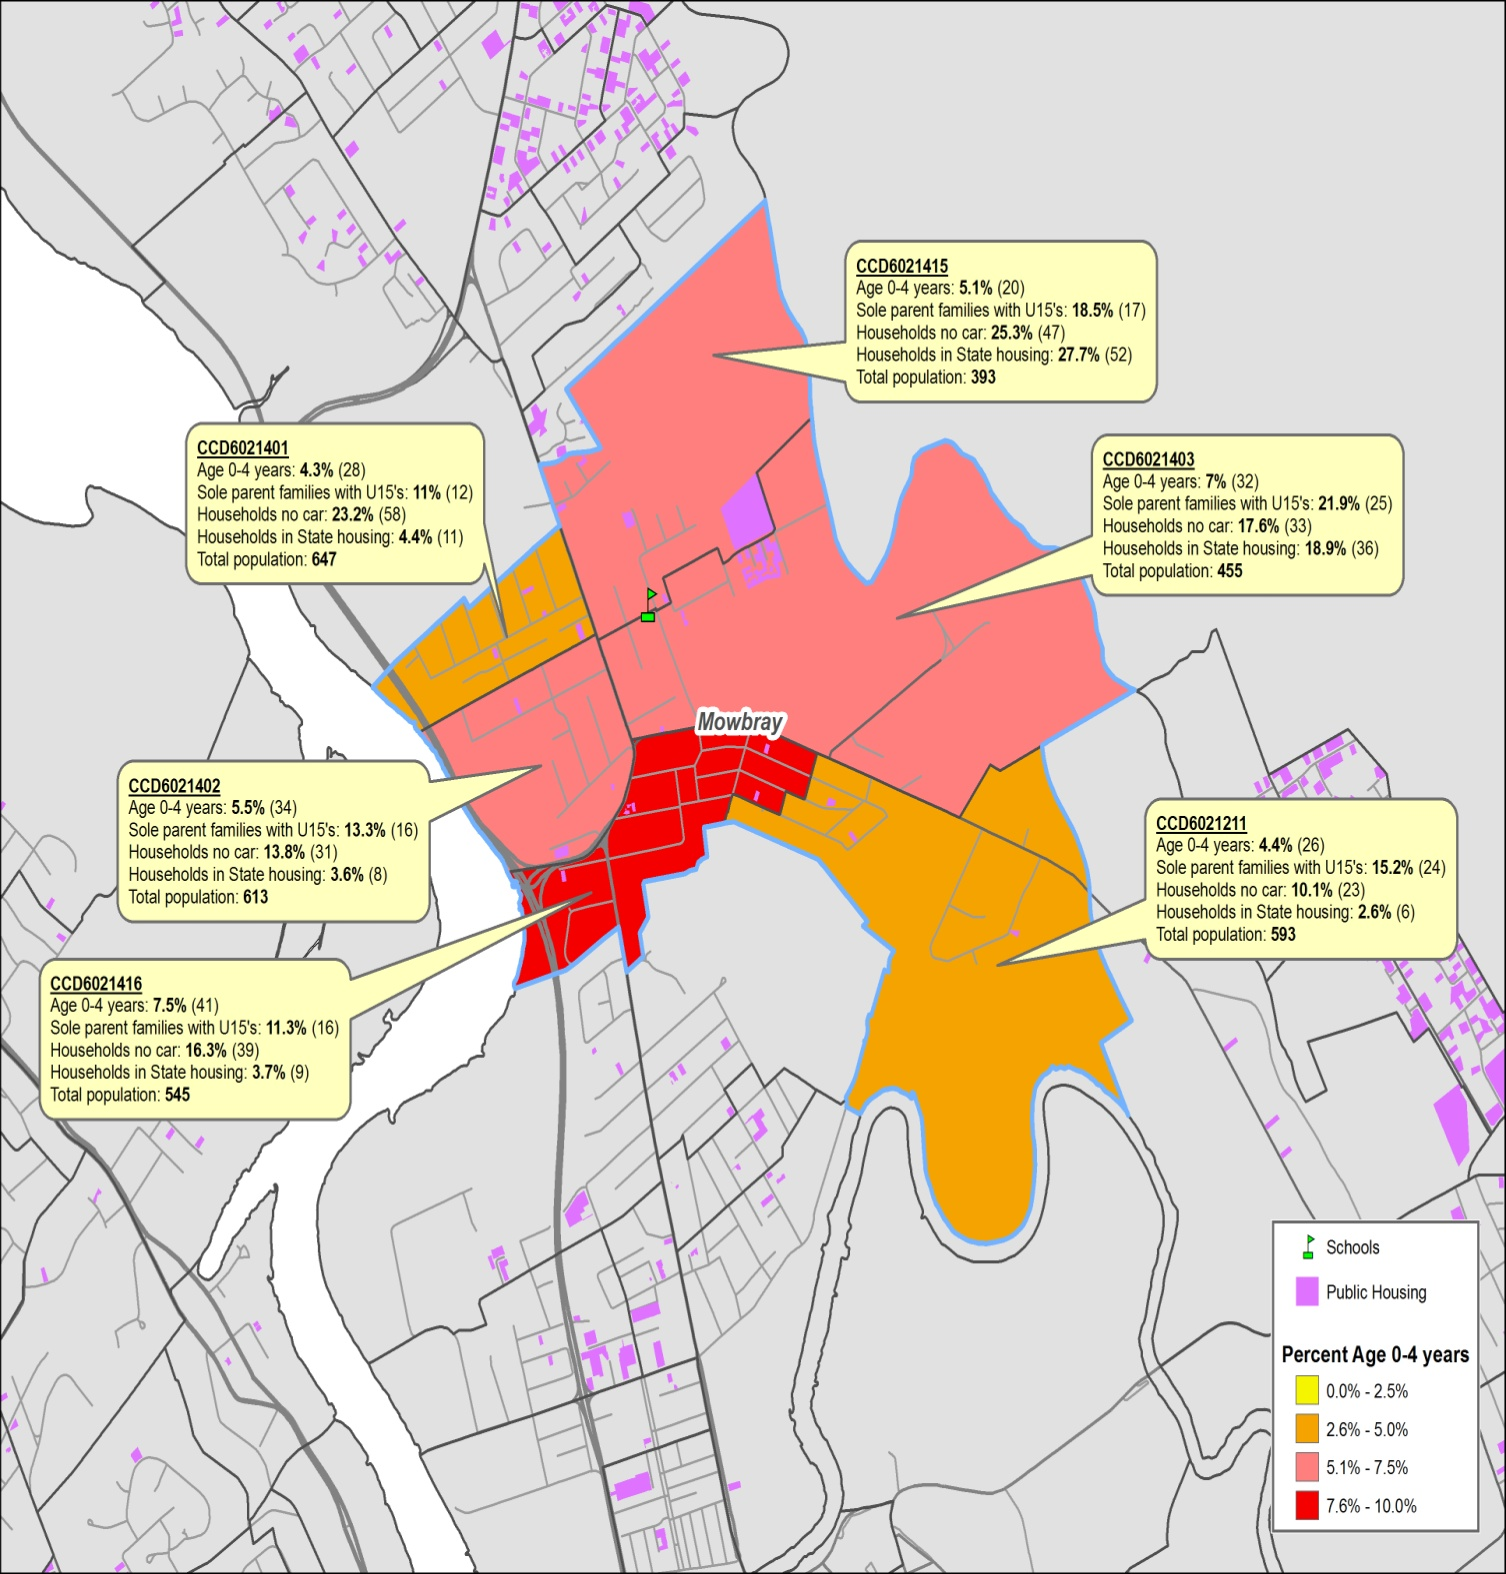 CCD6021415
Age 0-4 years: 5.1% (20)
Sole parent families with U15's: 18.5% (17)
Households no car: 25.3% (47)
Households in State housing: 27.7% (52)
Total population: 393
CCD6021401
Age 0-4 years: 4.3% (28)
Sole parent families with U15's: 11% (12)
Households no car: 23.2% (58)
Households in State housing: 4.4% (11)
Total population: 647
CCD6021403
Age 0-4 years: 7% (32)
Sole parent families with U15's: 21.9% (25)
Households no car: 17.6% (33)
Households in State housing: 18.9% (36)
Total population: 455
Mowbray
CCD6021402
Age 0-4 years: 5.5% (34)
Sole parent families with U15's: 13.3% (16)
Households no car: 13.8% (31)
Households in State housing: 3.6% (8)
Total population: 613
CCD6021211
Age 0-4 years: 4.4% (26)
Sole parent families with U15's: 15.2% (24)
Households no car: 10.1% (23)
Households in State housing: 2.6% (6)
Total population: 593
CCD6021416
Age 0-4 years: 7.5% (41)
Sole parent families with U15's: 11.3% (16)
Households no car: 16.3% (39)
Households in State housing: 3.7% (9)
Total population: 545
Schools
Public Housing
Percent Age 0-4 years
0.0% - 2.5%
2.6% - 5.0%
5.1% - 7.5%
7.6% - 10.0%